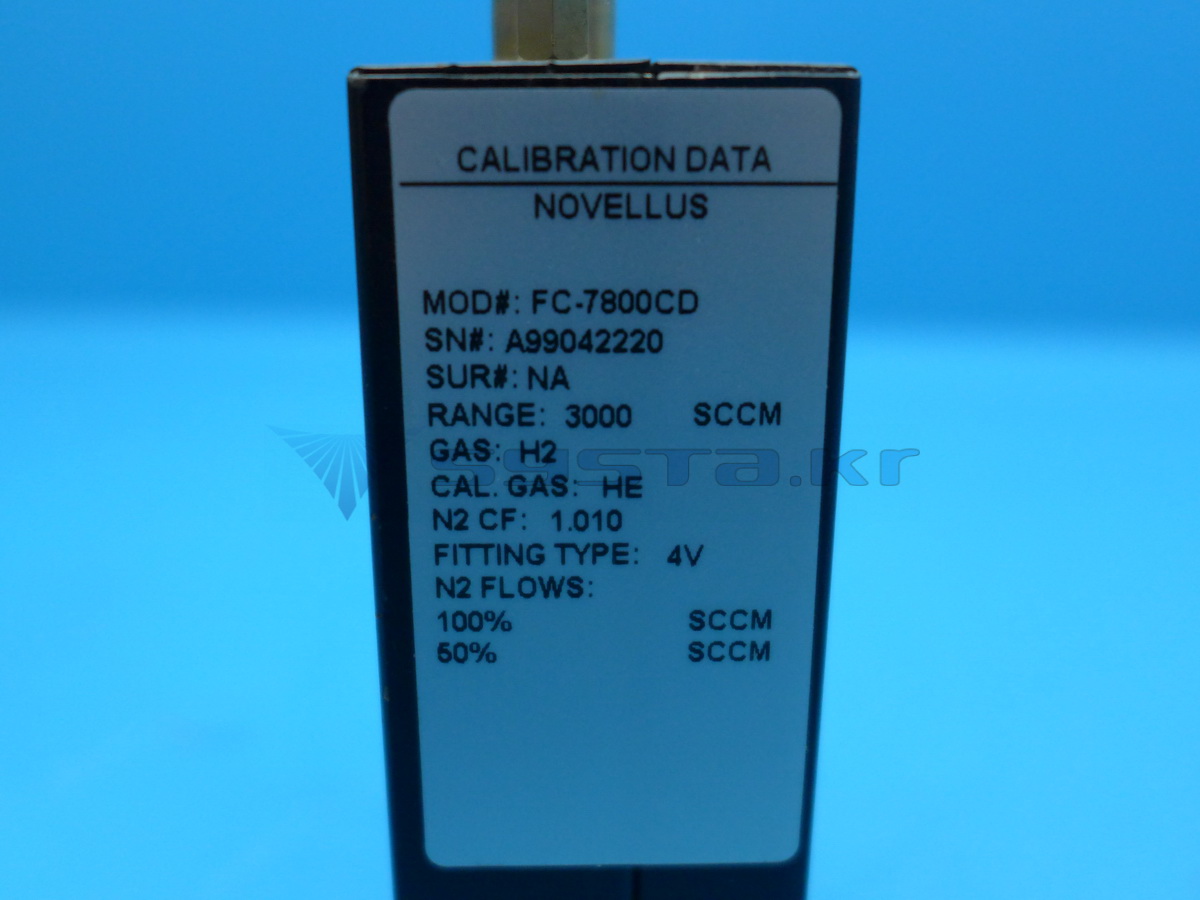 CALIBRATION DATA
NOVELLUS
MOD#: FC-7800CD
SN#: A99042220
SUR#: NA
RANGE: 3000 SCCM
GAS: H2
systa.kr
CAL. GAS: HE
N2 CF: 1.010
FITTING TYPE: 4V
N2 FLOWS:
100% SCCM
50% SCCM